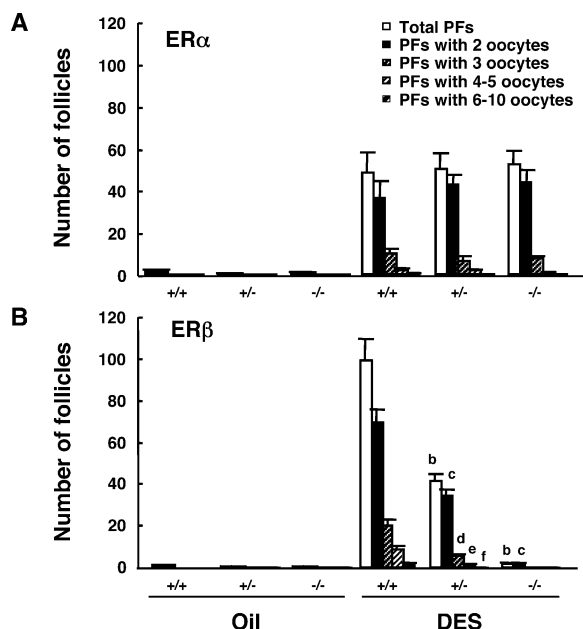 A
ERα
Total PFs
PFs with 2 oocytes
PFs with 3 oocytes
PFs with 4-5 oocytes
PFs with 6-10 oocytes
Number of follicles
120
100
80
60
40
20
0
+/+ +/- -/- +/+ +/- -/-
B
ERβ
Number of follicles
120
100
80
60
40
20
0
b c d e f b c
+/+ +/- -/- +/+ +/- -/-
Oil DES